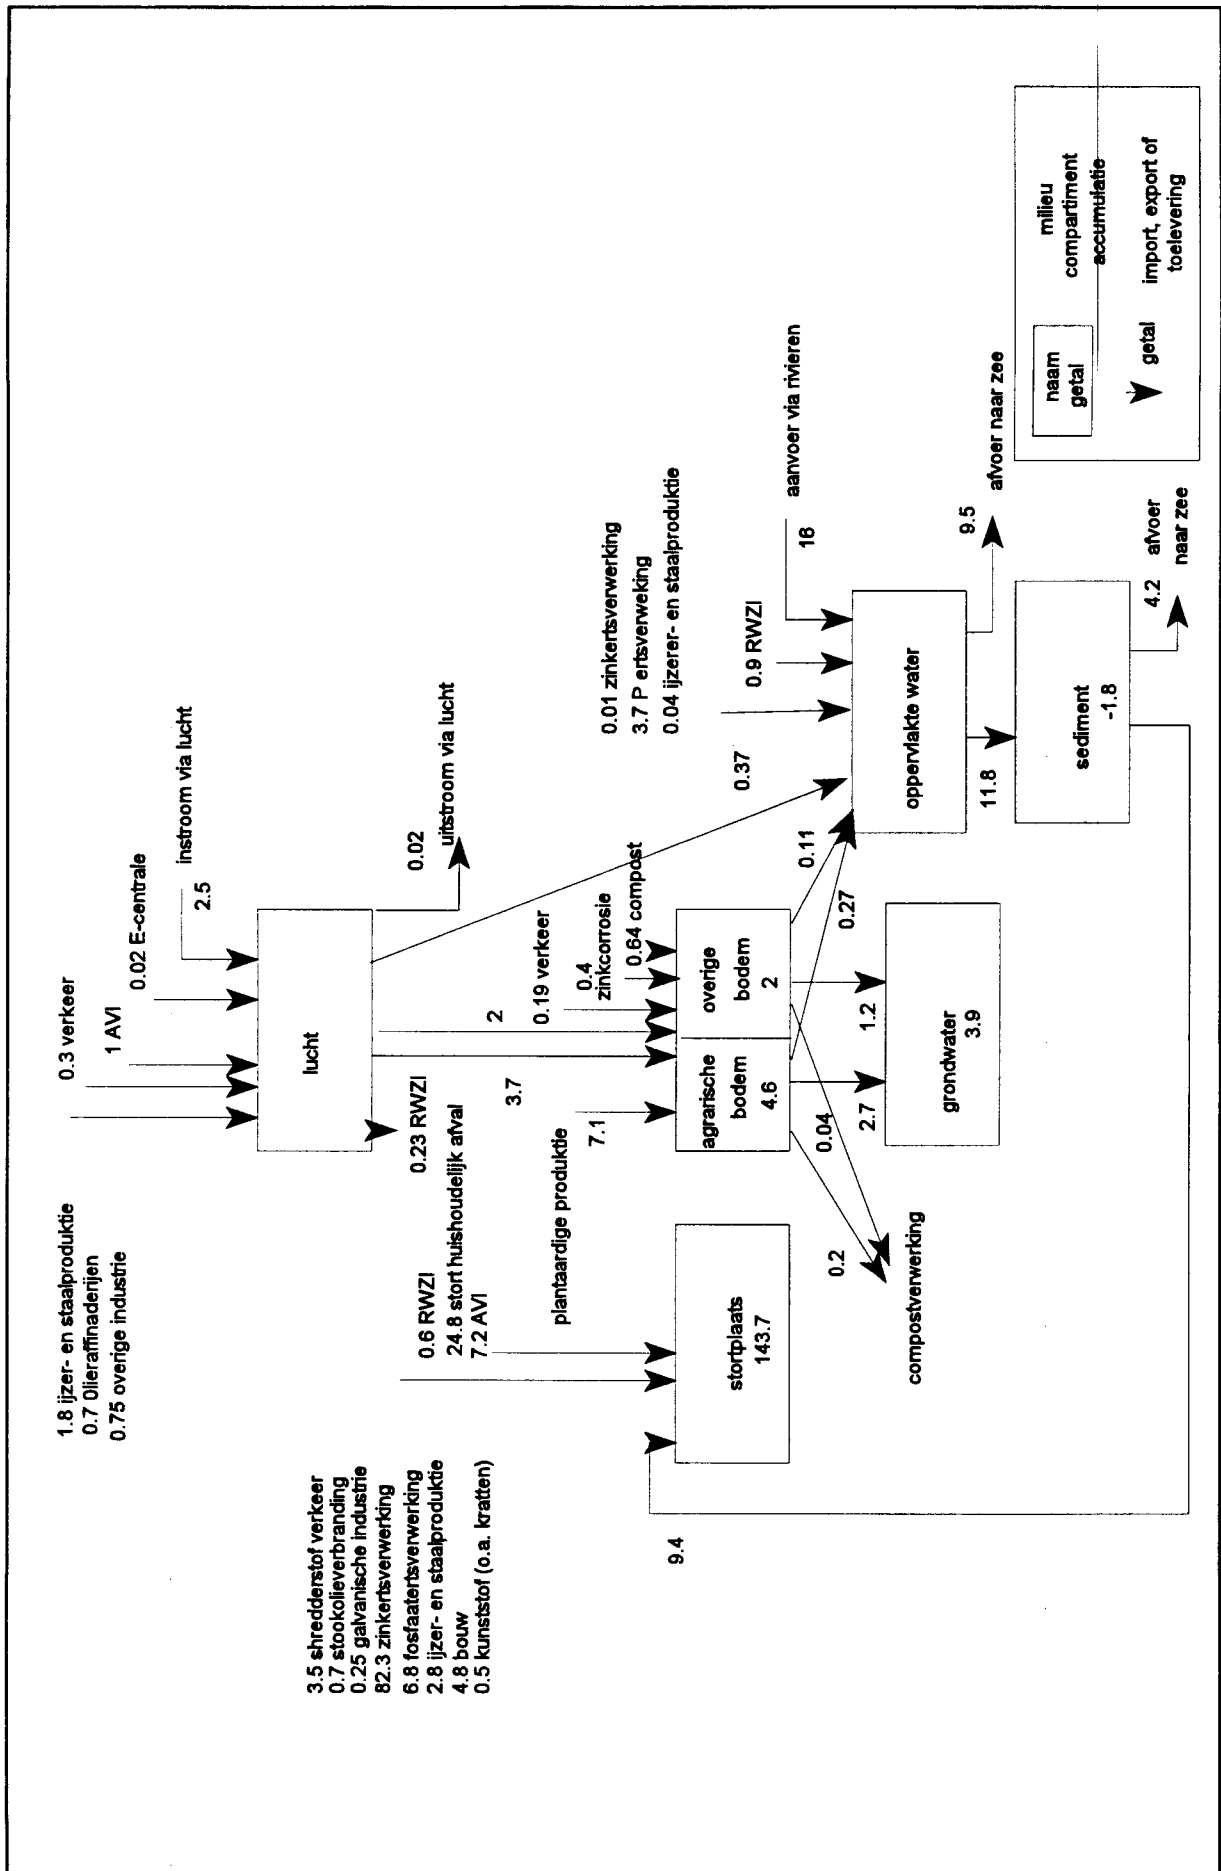 1.8 ijzer- en staalproduktie
0.7 0lieraffinaderijen
0.75 overige industrie
0.3 verkeer
1 AVI
0.02 E-centrale
instroom via lucht
2.5
lucht
0.02
uitstroom via lucht
0.23 RWZI
3.5 shredderstof verkeer
0.7 stookolieverbranding
0.25 galvanische industrie
82.3 zinkertsverwerking
6.8 fosfaatertsverwerking
2.8 ijzer- en staalproduktie
4.8 bouw
0.5 kunststof (o.a. kratten)
0.6 RWZI
24.8 stort huishoudelijk afval
7.2 AVI
plantaardige produktie
7.1
3.7
2
0.19 verkeer
0.4
zinkcorrosie
0.64 compost
0.37
0.01 zinkertsverwerking
3.7 P ertsverweking
0.04 ijzerer- en staalproduktie
0.9 RWZI
aanvoer via rivieren
16
9.4
stortplaats
143.7
agrarische
bodem
4.6
overige
bodem
2
0.11
0.27
oppervlakte water
9.5
afvoer naar zee
0.2
0.04
compostverwerking
2.7
1.2
grondwater
3.9
11.8
sediment
-1.8
4.2
afvoer
naar zee
naam
getal
milieu
compartiment
accumulatie
getal
import, export of
toelevering